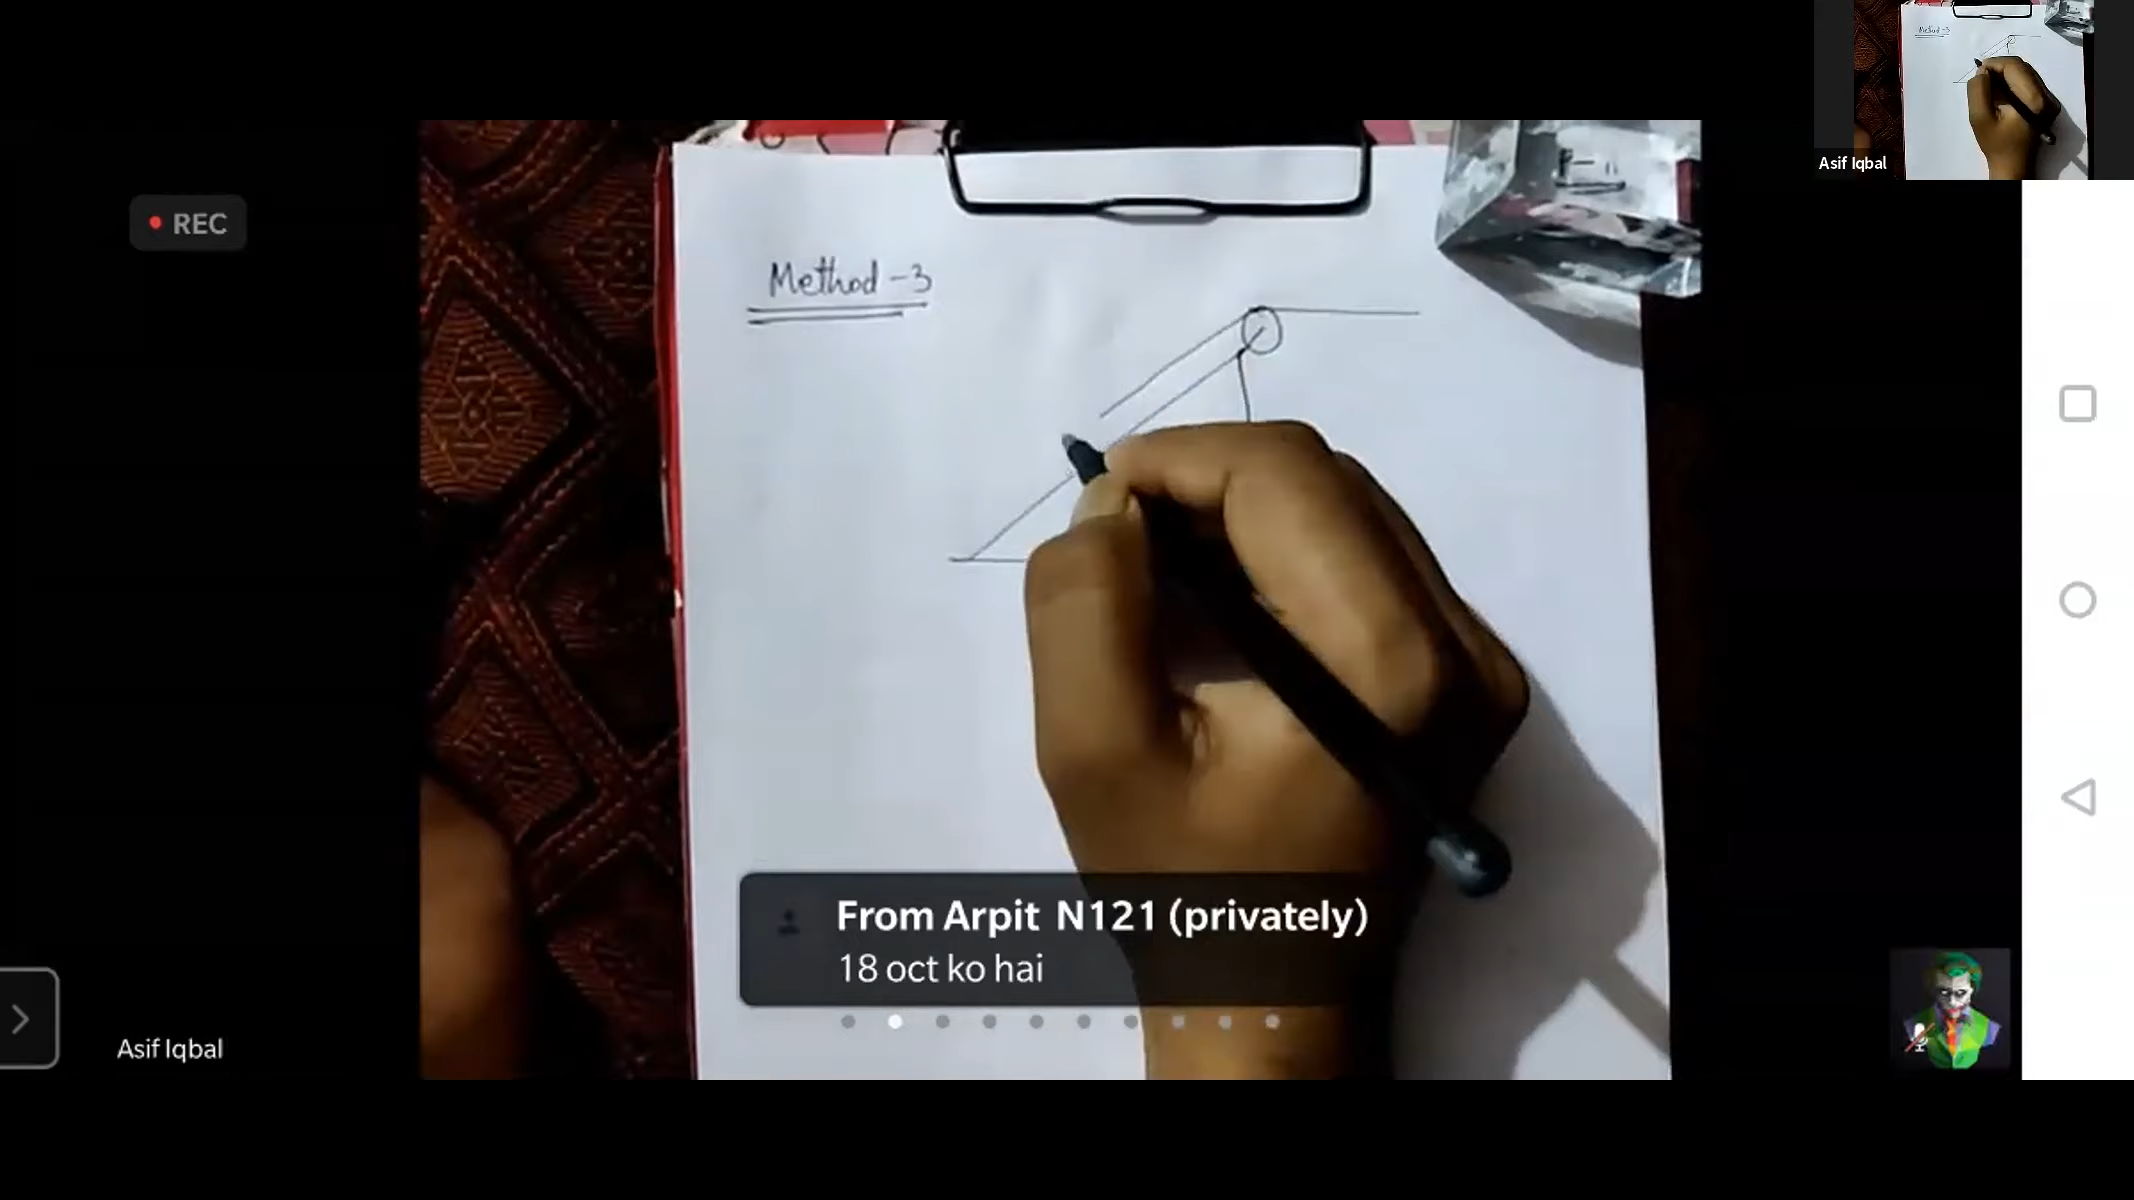 Asif Iqbal
REC
Method-3
From Arpit N121 (privately)
18 oct ko hai
Asif Iqbal